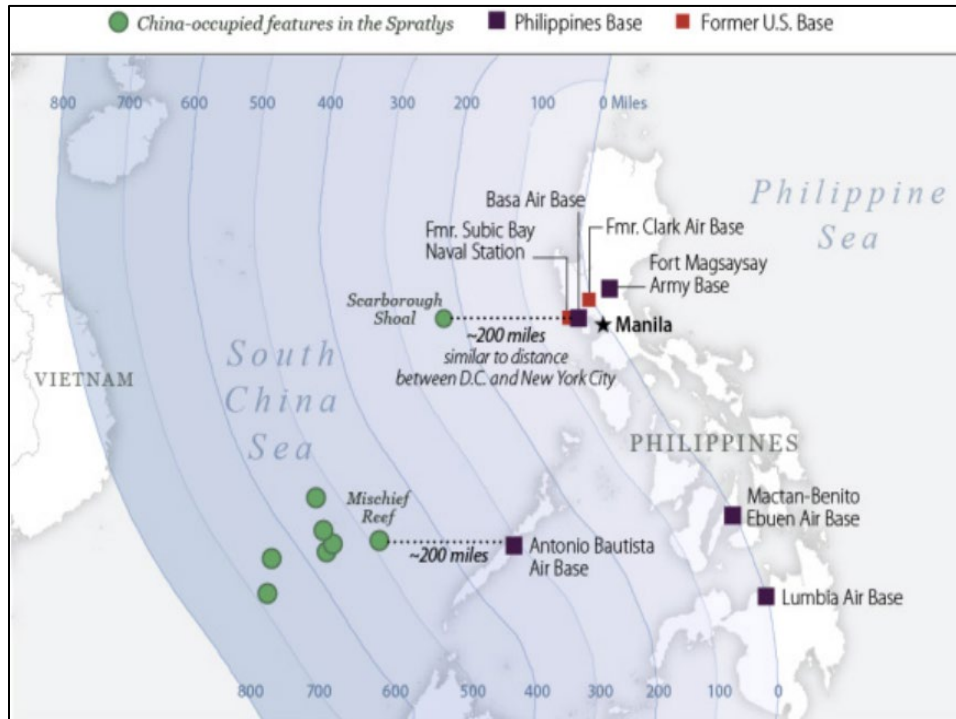 China-occupied features in the Spratlys
Philippines Base
Former U.S. Base
800 700 600 500 400 300 200 100 0 Miles
Philippine
Sea
Basa Air Base
Fmr. Subic Bay
Naval Station
Fmr. Clark Air Base
Fort Magsaysay
Army Base
Scarborough
Shoal
Manila
~200 miles
similar to distance
between D.C. and New York City
South
China
Sea
VIETNAM
PHILIPPINES
Mischief
Reef
~200 miles
Antonio Bautista
Air Base
Mactan-Benito
Ebuen Air Base
Lumbia Air Base
800 700 600 500 400 300 200 100 0